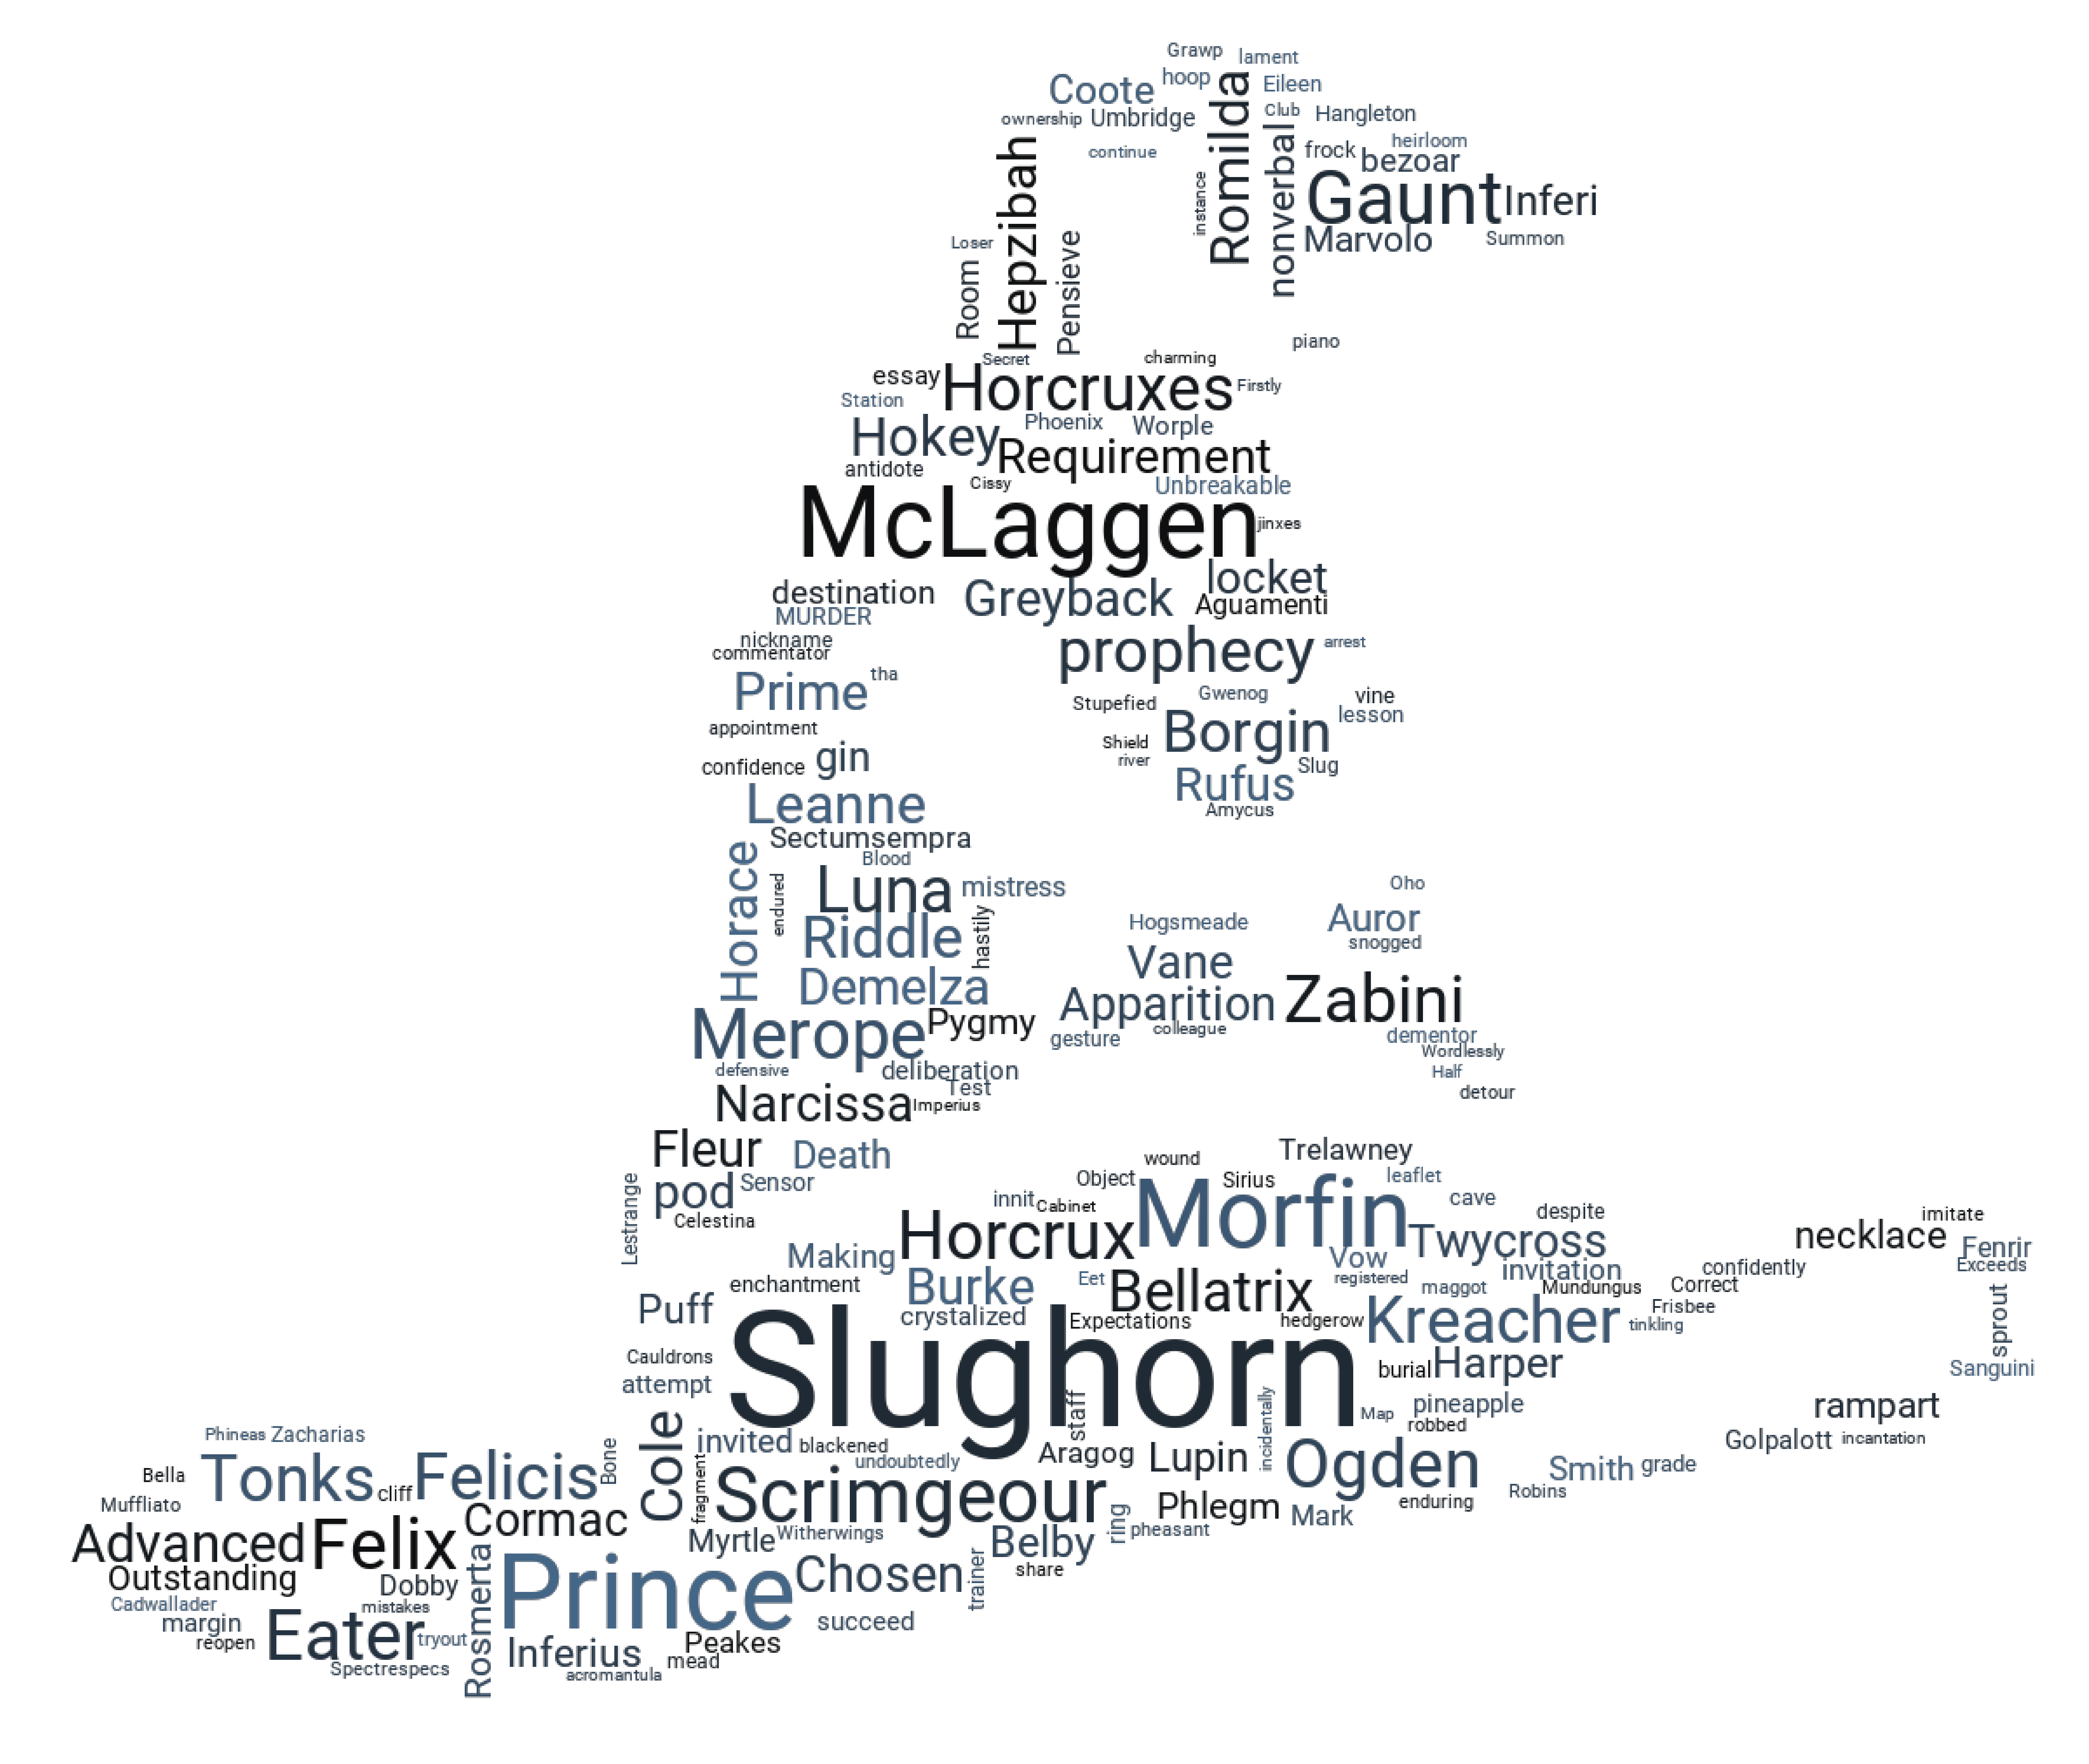 Grawp lament
Coote hoop Romilda Eileen
ownership Umbridge Club Hangleton
continue nonverbal frock heirloom
bezoar
Hepzibah instance Gaunt Inferi
Loser Marvolo Summon
Room Pensieve
piano
Secret charming
essay Horcruxes Firstly
Station
Hokey Phoenix Worple
antidote Requirement
Cissy Unbreakable
McLaggen jinxes
destination Greyback locket
MURDER Aguamenti
nickname prophecy arrest
commentator
Prime tha
Stupefied Gwenog vine
appointment Borgin lesson
confidence gin Shield
river Slug
Leanne Rufus
Amycus
Sectumsempra
Horace Blood
endured Luna mistress Oho
Riddle hastily Hogsmeade Auror
snogged
Demelza Vane
Apparition Zabini
Merope Pygmy gesture colleague dementor
Wordlessly
defensive deliberation Half
Test detour
Narcissa Imperius
Fleur Death Trelawney
wound
Lestrange pod Sensor Object Sirius leaflet
Celestina innit Cabinet Morfin cave
despite imitate
Horcrux Twycross necklace
Making Vow Fenrir
enchantment Burke Eet Bellatrix registered invitation confidently Exceeds
maggot Mundungus Correct
Puff crystalized Expectations hedgerow Kreacher Frisbee sprout
tinkling
Cauldrons Slughorn burial Harper Sanguini
attempt
staff incidentally Map pineapple rampart
robbed
Phineas Zacharias Cole invited blackened Aragog Lupin Golpalott incantation
Bella Tonks cliff Felicis Bone undoubtedly Ogden Smith grade
Muffliato fragment Scrimgeour enduring Robins
Cormac Phlegm Mark
Advanced Felix Myrtle Witherwings ring pheasant
Belby
Outstanding Dobby Rosmerta Prince Chosen trainer share
Cadwallader mistakes
margin succeed
reopen Eater tryout Peakes
Inferius mead
Spectrespecs acromantula